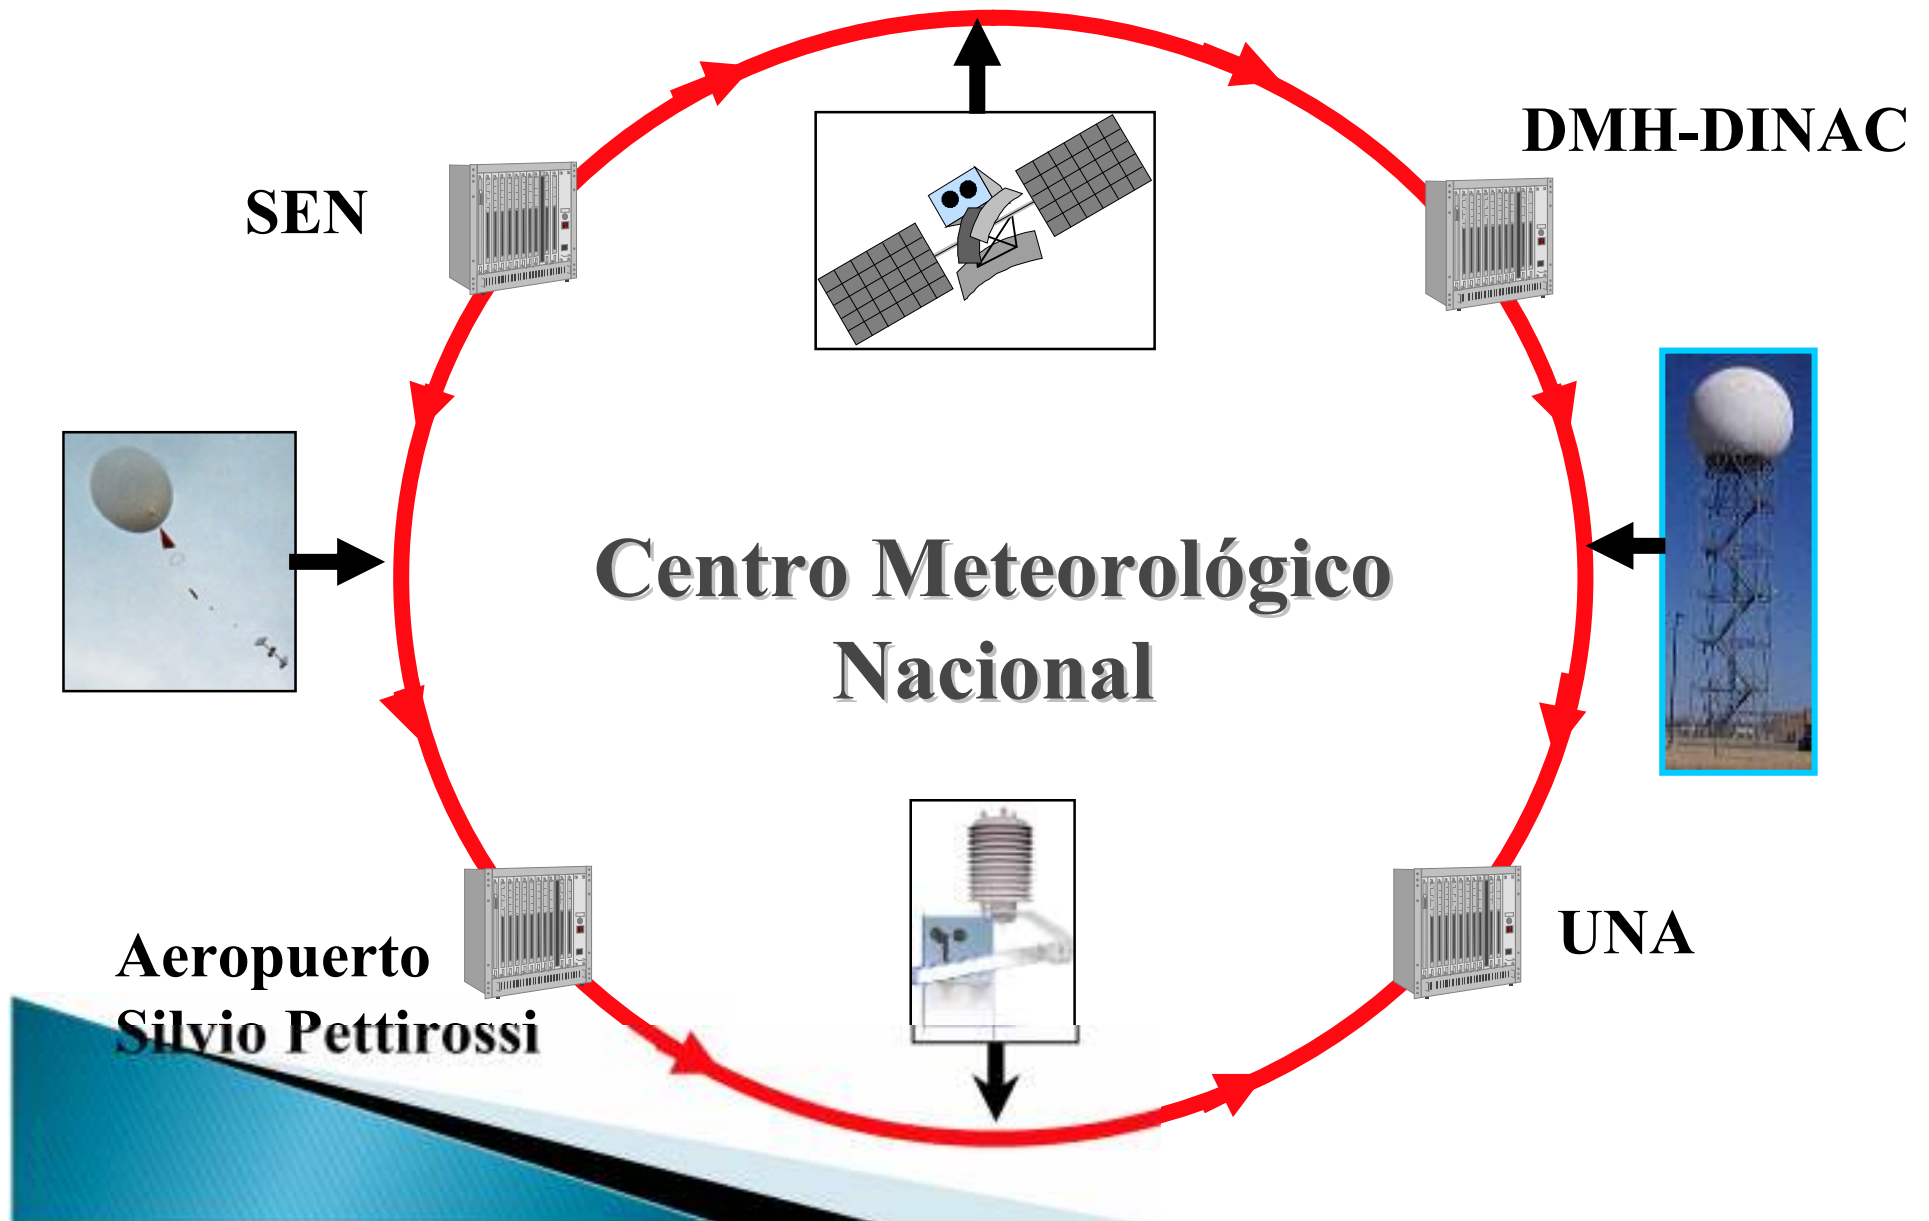 DMH-DINAC
SEN
Centro Meteorológico
Nacional
Aeropuerto
Silvio Pettirossi
UNA